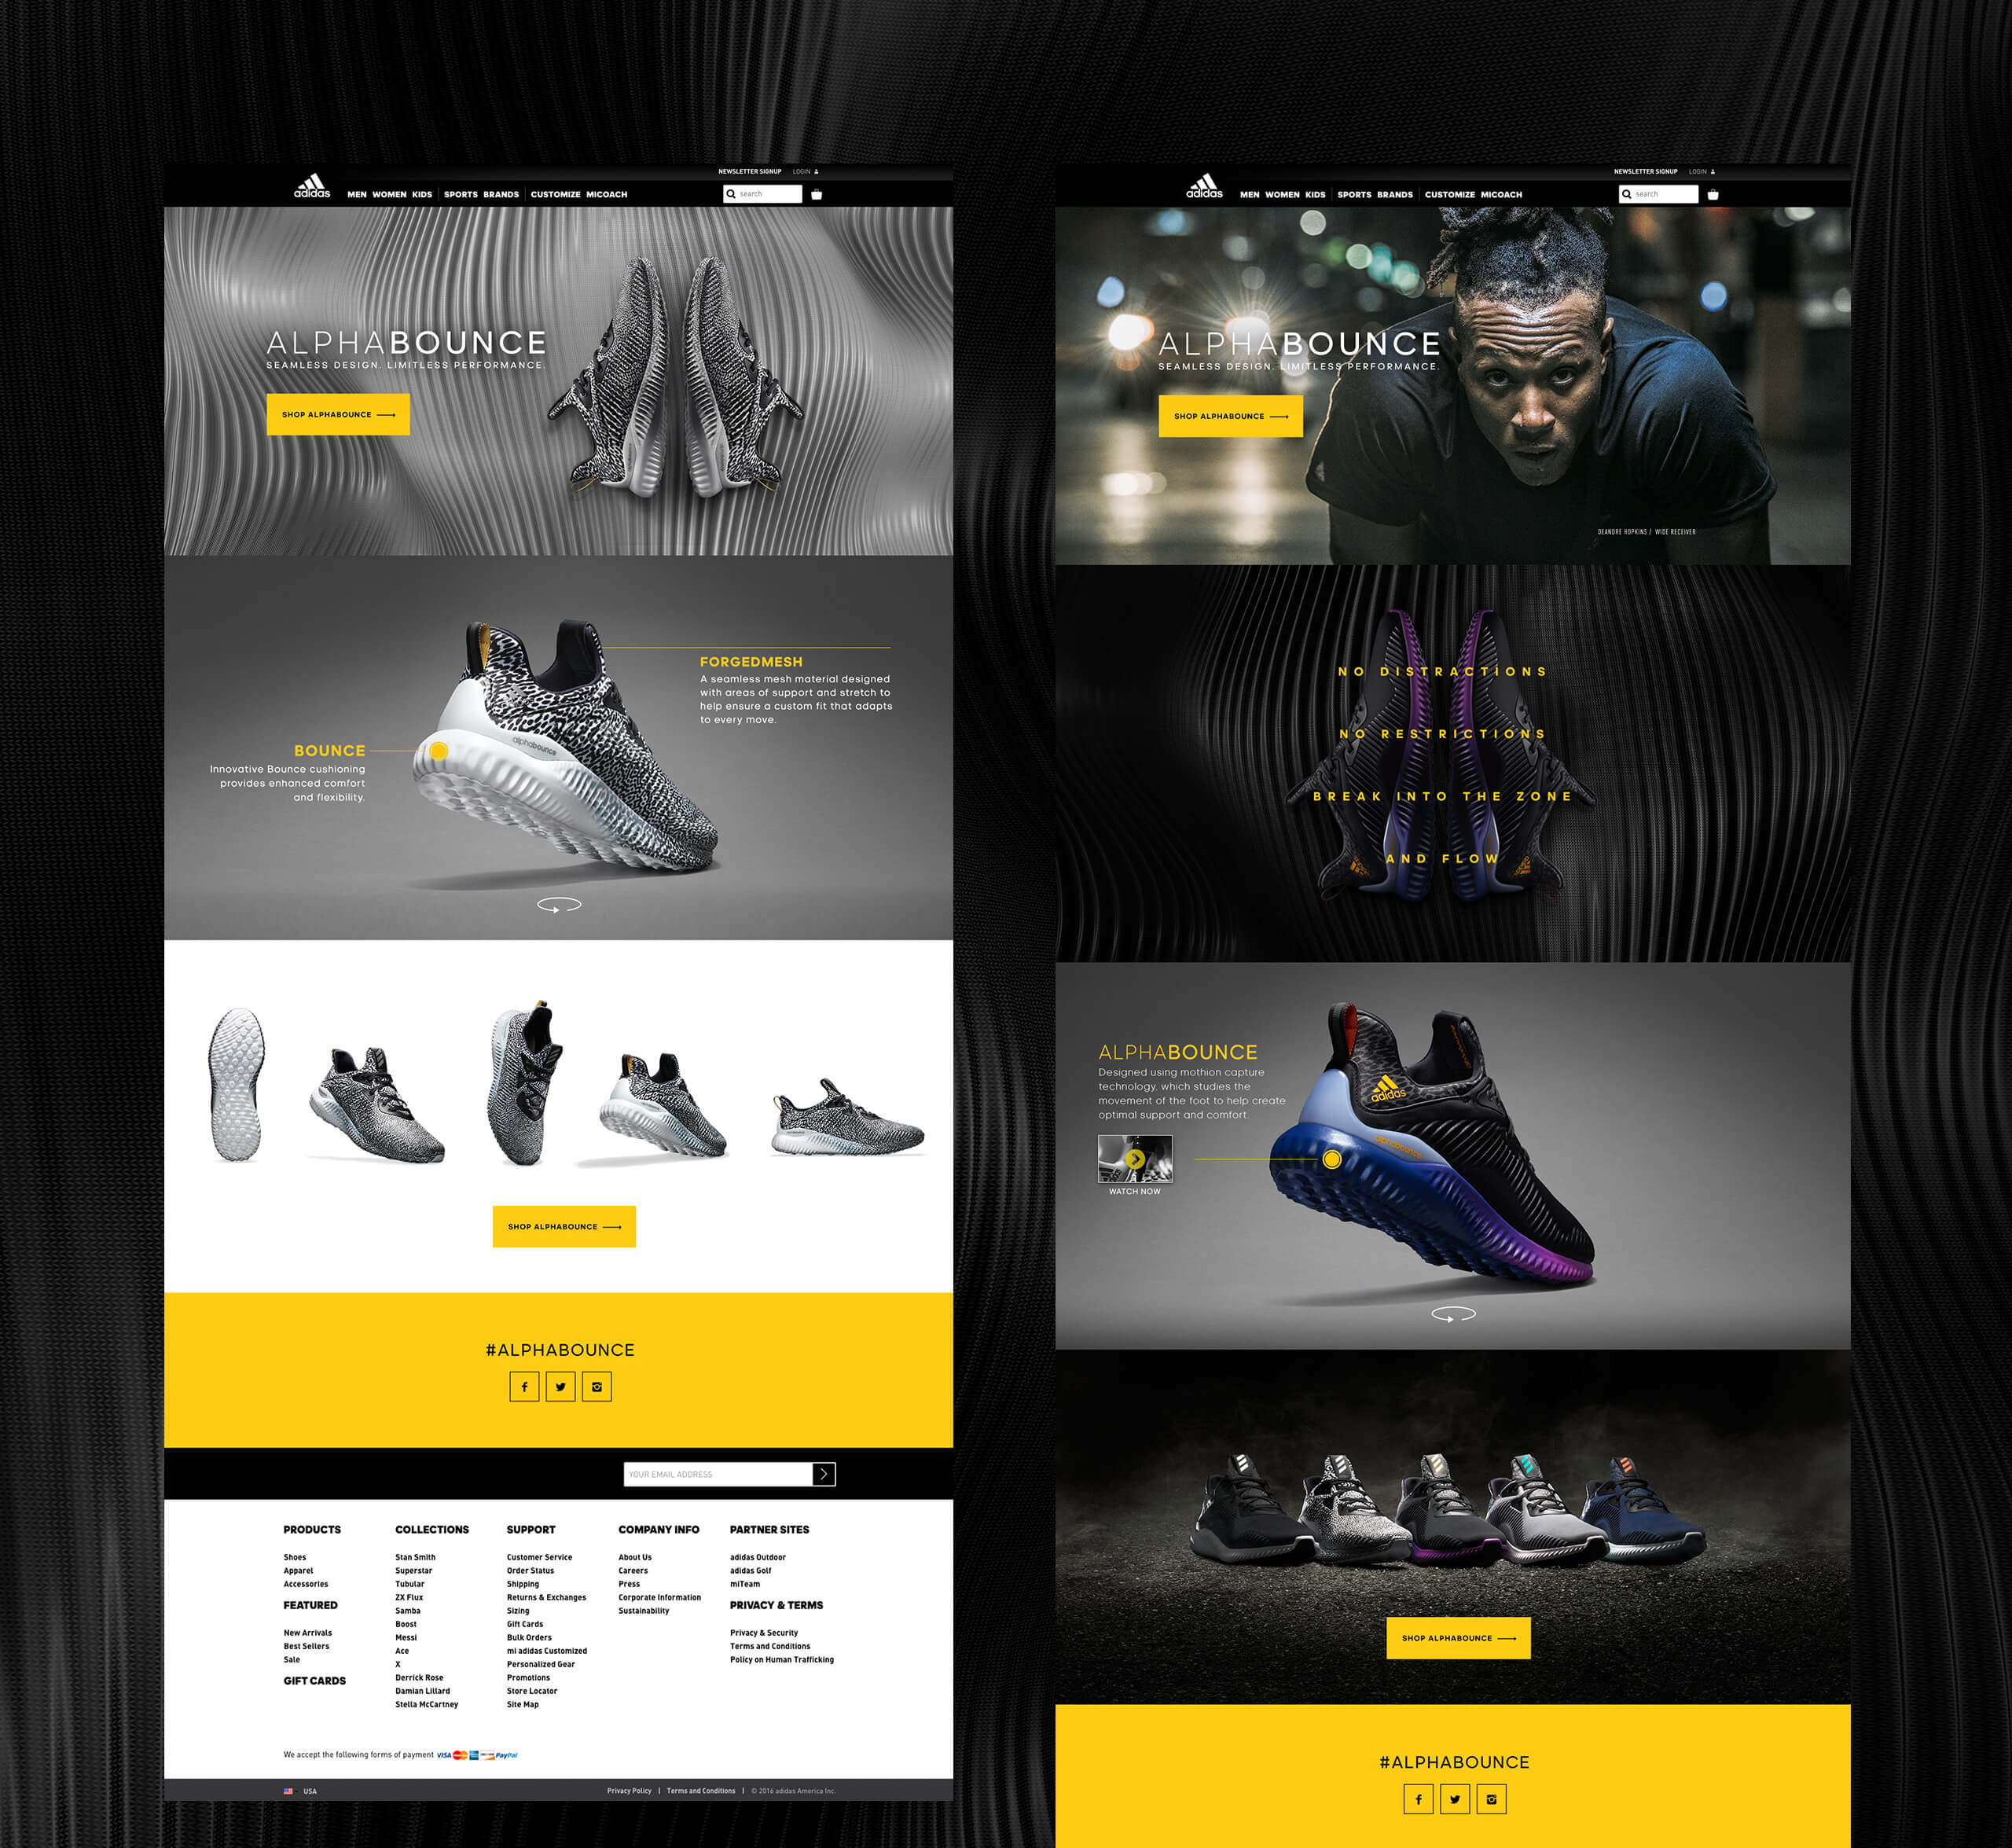 NEWSLETTER SIGNUP LOGIN
adidas
MEN WOMEN KIDS SPORTS BRANDS CUSTOMIZE MICOACH
search
ALPHABOUNCE
SEAMLESS DESIGN. LIMITLESS PERFORMANCE.
SHOP ALPHABOUNCE
FORGEDMESH
A seamless mesh material designed
with areas of support and stretch to
help ensure a custom fit that adapts
to every move.
alphabounce
BOUNCE
Innovative Bounce cushioning
provides enhanced comfort
and flexibility.
SHOP ALPHABOUNCE
#ALPHABOUNCE
YOUR EMAIL ADDRESS
PRODUCTS
Shoes
Apparel
Accessories
FEATURED
New Arrivals
Best Sellers
Sale
GIFT CARDS
COLLECTIONS
Stan Smith
Superstar
Tubular
ZX Flux
Samba
Boost
Messi
Ace
X
Derrick Rose
Damian Lillard
Stella McCartney
SUPPORT
Customer Service
Order Status
Shipping
Returns & Exchanges
Sizing
Gift Cards
Bulk Orders
mi adidas Customized
Personalized Gear
Promotions
Store Locator
Site Map
COMPANY INFO
About Us
Careers
Press
Corporate Information
Sustainability
PARTNER SITES
adidas Outdoor
adidas Golf
miTeam
PRIVACY & TERMS
Privacy & Security
Terms and Conditions
Policy on Human Trafficking
We accept the following forms of payment VISA PayPal
USA
Privacy Policy | Terms and Conditions | © 2016 adidas America Inc.
NEWSLETTER SIGNUP LOGIN
adidas
MEN WOMEN KIDS SPORTS BRANDS CUSTOMIZE MICOACH
search
ALPHABOUNCE
SEAMLESS DESIGN. LIMITLESS PERFORMANCE.
SHOP ALPHABOUNCE
DEANDRE HOPKINS / WIDE RECEIVER
NO DISTRACTIONS
NO RESTRICTIONS
BREAK INTO THE ZONE
AND FLOW
ALPHABOUNCE
Designed using mothion capture
technology, which studies the
movement of the foot to help create
optimal support and comfort.
WATCH NOW
adidas
alphabounce
SHOP ALPHABOUNCE
#ALPHABOUNCE